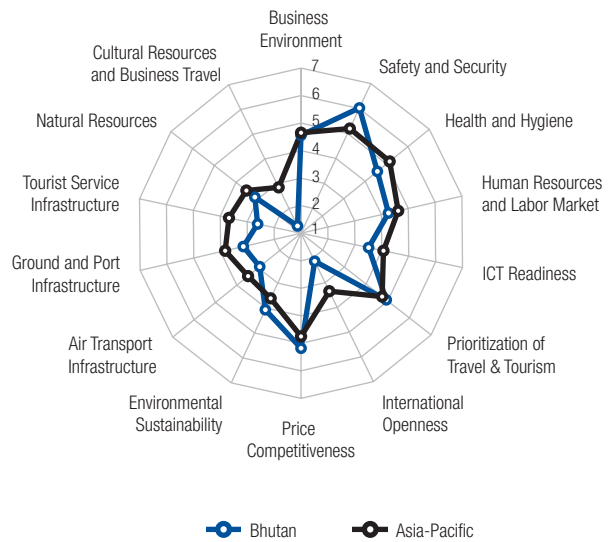 Business
Environment
Safety and Security
Health and Hygiene
Human Resources
and Labor Market
ICT Readiness
Prioritization of
Travel & Tourism
International
Openness
Price
Competitiveness
Environmental
Sustainability
Air Transport
Infrastructure
Ground and Port
Infrastructure
Tourist Service
Infrastructure
Natural Resources
Cultural Resources
and Business Travel
7
6
5
4
3
2
1
Bhutan
Asia-Pacific